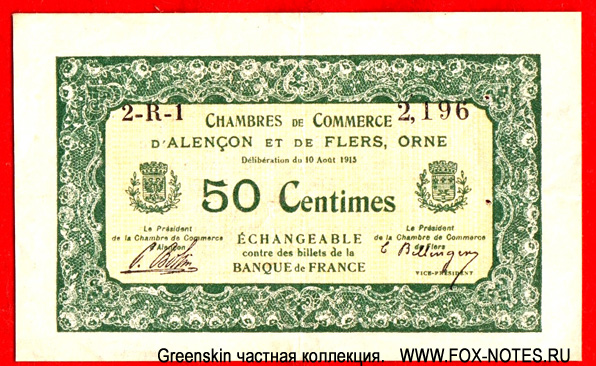 2-R-1
2,196
CHAMBRES DE COMMERCE
D'ALENÇON ET DE FLERS, ORNE
Délibération du 10 Août 1915
50 Centimes
Le Président
de la Chambre de Commerce
d'Alençon
Le Président
de la Chambre de Commerce
de Flers
VICE-PRÉSIDENT
ÉCHANGEABLE
contre des billets de la
BANQUE DE FRANCE
Greenskin частная коллекция. WWW.FOX-NOTES.RU